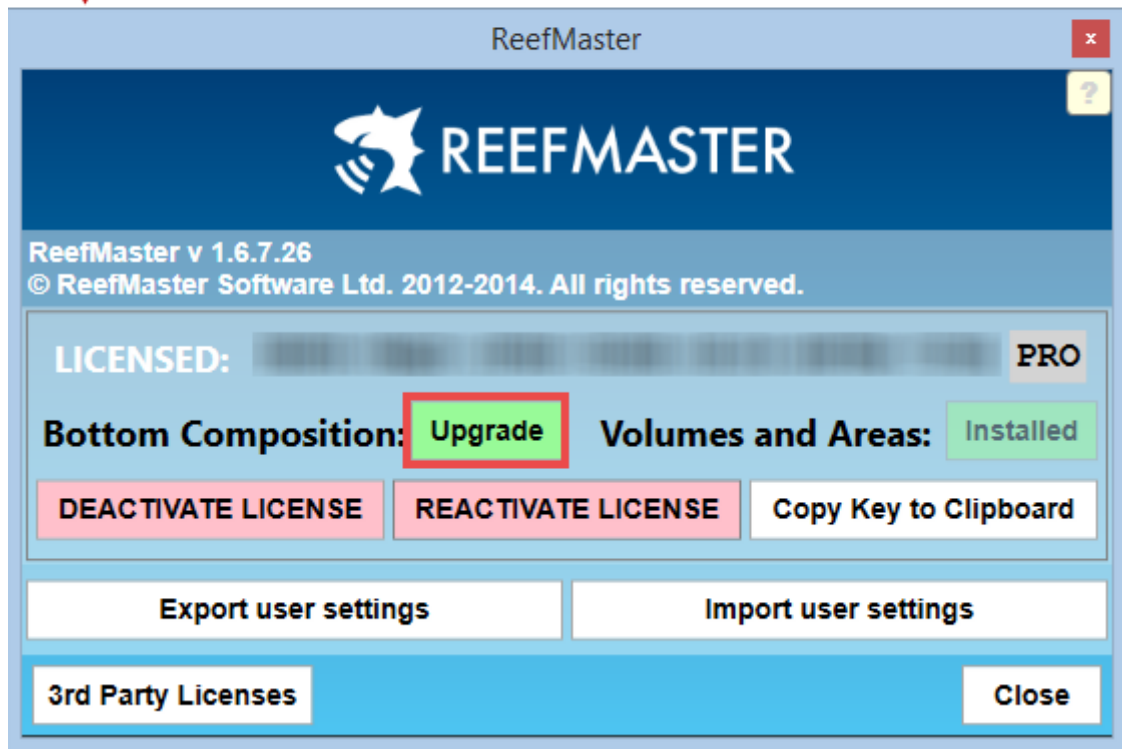 ReefMaster
x
?
REEFMASTER
ReefMaster v 1.6.7.26
© ReefMaster Software Ltd. 2012-2014. All rights reserved.
LICENSED: PRO
Bottom Composition: Upgrade Volumes and Areas: Installed
DEACTIVATE LICENSE REACTIVATE LICENSE Copy Key to Clipboard
Export user settings Import user settings
3rd Party Licenses Close